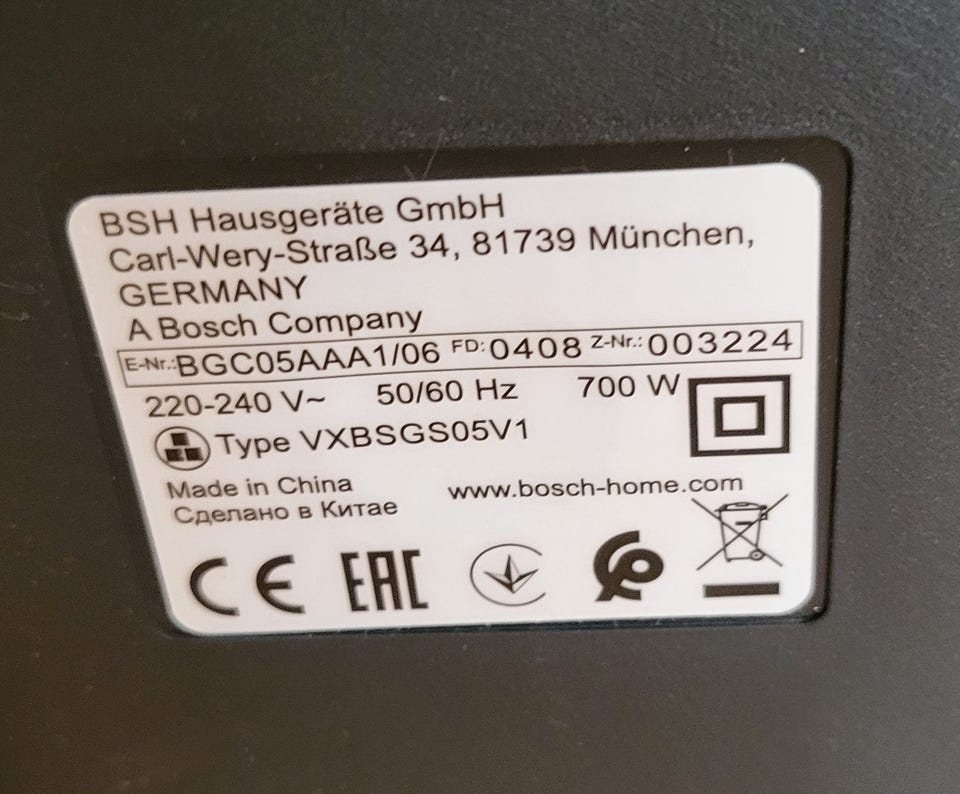 BSH Hausgeräte GmbH
Carl-Wery-Straße 34, 81739 München,
GERMANY
A Bosch Company
E-Nr.:BGC05AAA1/06 FD:0408 Z-Nr.:003224
220-240 V~ 50/60 Hz 700 W
Type VXBSGS05V1
Made in China www.bosch-home.com
Сделано в Китае
CE EAC